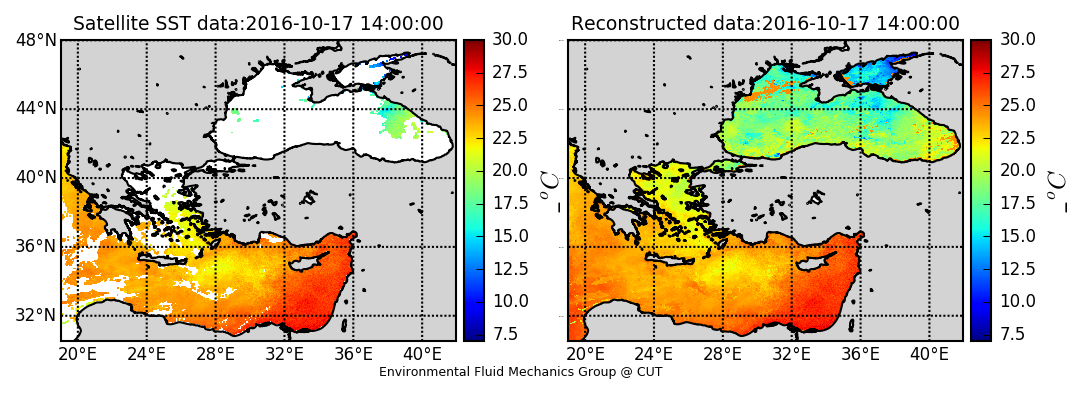 Satellite SST data:2016-10-17 14:00:00
48°N
44°N
40°N
36°N
32°N
20°E 24°E 28°E 32°E 36°E 40°E
30.0
27.5
25.0
22.5
20.0
17.5
15.0
12.5
10.0
7.5
_ °C
Reconstructed data:2016-10-17 14:00:00
20°E 24°E 28°E 32°E 36°E 40°E
30.0
27.5
25.0
22.5
20.0
17.5
15.0
12.5
10.0
7.5
_ °C
Environmental Fluid Mechanics Group @ CUT